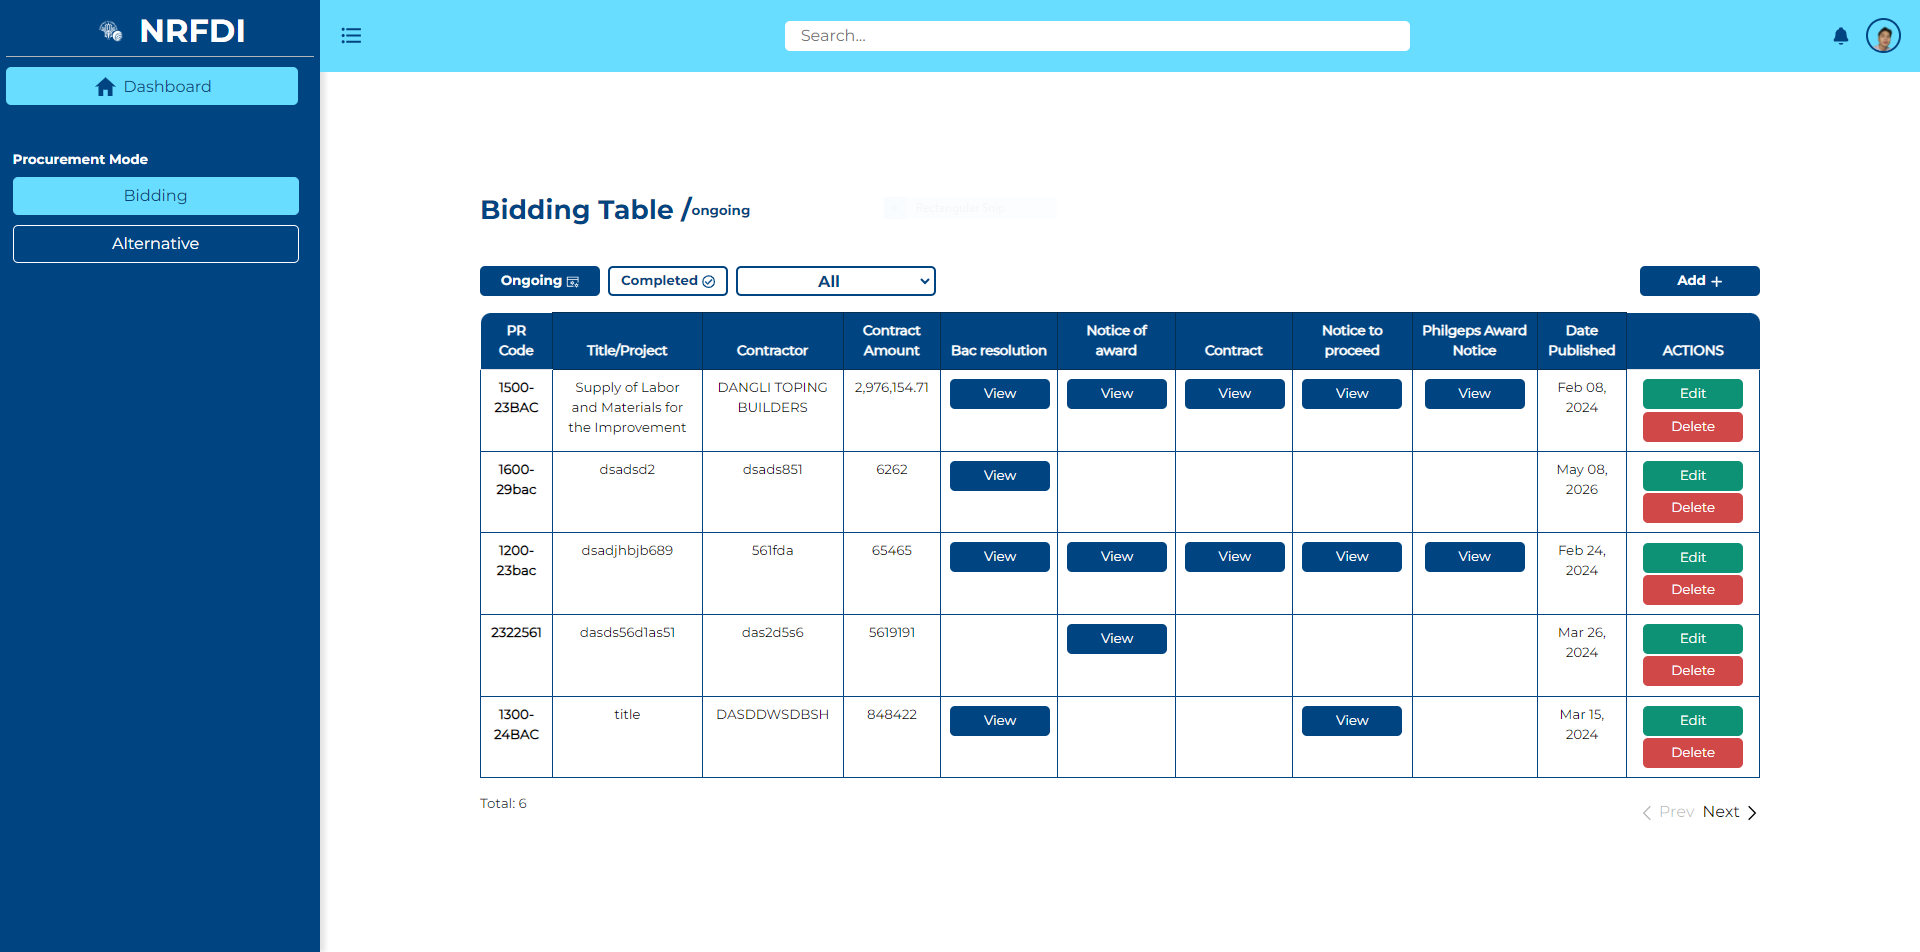 NRFDI
Search...
Dashboard
Procurement Mode
Bidding
Alternative
Bidding Table /ongoing
Ongoing Completed All Add +
PR Code Title/Project Contractor Contract Amount Bac resolution Notice of award Contract Notice to proceed Philgeps Award Notice Date Published ACTIONS
1500-23BAC Supply of Labor and Materials for the Improvement DANGLI TOPING BUILDERS 2,976,154.71 View View View View View Feb 08, 2024 Edit Delete
1600-29bac dsadsd2 dsads851 6262 View May 08, 2026 Edit Delete
1200-23bac dsadjhbjb689 561fda 65465 View View View View View Feb 24, 2024 Edit Delete
2322561 dasds56d1as51 das2d5s6 5619191 View Mar 26, 2024 Edit Delete
1300-24BAC title DASDDWSDBSH 848422 View View Mar 15, 2024 Edit Delete
Total: 6
Prev Next